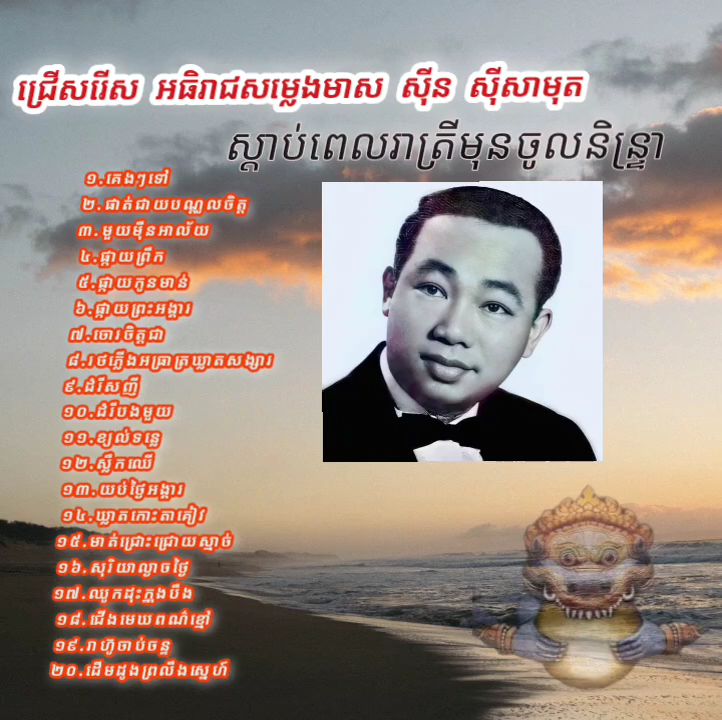 ជ្រើសរើស អធិរាជសម្លេងមាស ស៊ីន ស៊ីសាមុត
ស្តាប់ពេលរាត្រីមុនចូលនិន្ទ្រា
១.គេងៗទៅ
២.ផាត់ជាយបណ្តូលចិត្ត
៣.មួយម៉ឺនអាល័យ
៤.ផ្កាយព្រឹក
៥.ផ្កាយកូនមាន់
៦.ផ្កាយព្រះអង្គារ
៧.ចោរចិត្តជា
៨.រថភ្លើងអធ្រាត្រឃ្លាតសង្សារ
៩.ដំរីសញី
១០.ដំរីបងមួយ
១១.ខ្យល់ទន្លេ
១២.ស្លឹកឈើ
១៣.យប់ថ្ងៃអង្គារ
១៤.ឃ្លាតកោះតាគៀវ
១៥.មាត់ជ្រោះជ្រោយស្មាច់
១៦.សុរិយាល្ងាចថ្ងៃ
១៧.ឈូកដុះក្នុងបឹង
១៨.ជើងមេឃពណ៌ខ្មៅ
១៩.រាហ៊ូចាប់ចន្ទ
២០.ដើមដូងព្រលឹងស្នេហ៍